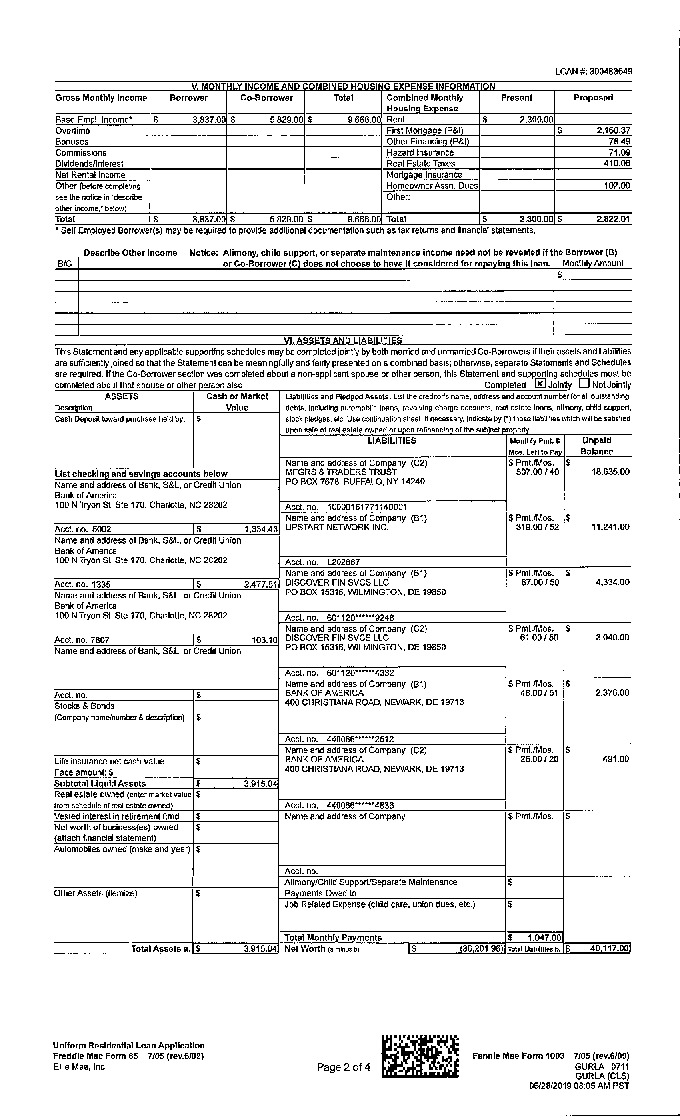 LOAN #: 300483649
V. MONTHLY INCOME AND COMBINED HOUSING EXPENSE INFORMATION
Gross Monthly Income Borrower Co-Borrower Total Combined Monthly Housing Expense Present Proposed
Base Empl. Income* $ 3,837.00 $ 5,829.00 $ 9,666.00 Rent $ 2,300.00
Overtime First Mortgage (P&I) $ 2,160.37
Bonuses Other Financing (P&I) 78.49
Commissions Hazard Insurance 71.09
Dividends/Interest Real Estate Taxes 410.06
Net Rental Income Mortgage Insurance
Other (before completing Homeowner Assn. Dues 102.00
see the notice in "describe Other:
other income," below)
Total $ 3,837.00 $ 5,829.00 $ 9,666.00 Total $ 2,300.00 $ 2,822.01
* Self Employed Borrower(s) may be required to provide additional documentation such as tax returns and financial statements.
Describe Other Income Notice: Alimony, child support, or separate maintenance income need not be revealed if the Borrower (B)
B/C or Co-Borrower (C) does not choose to have it considered for repaying this loan. Monthly Amount
$
VI. ASSETS AND LIABILITIES
This Statement and any applicable supporting schedules may be completed jointly by both married and unmarried Co-Borrowers if their assets and liabilities
are sufficiently joined so that the Statement can be meaningfully and fairly presented on a combined basis; otherwise, separate Statements and Schedules
are required. If the Co-Borrower section was completed about a non-applicant spouse or other person, this Statement and supporting schedules must be
completed about that spouse or other person also. Completed X Jointly Not Jointly
ASSETS Cash or Market Value
Description
Cash Deposit toward purchase held by: $
List checking and savings accounts below
Name and address of Bank, S&L, or Credit Union
Bank of America
100 N Tryon St. Ste 170, Charlotte, NC 28202
Acct. no. 5002 $ 1,334.43
Name and address of Bank, S&L, or Credit Union
Bank of America
100 N Tryon St. Ste 170, Charlotte, NC 28202
Acct. no. 1335 $ 2,477.51
Name and address of Bank, S&L, or Credit Union
Bank of America
100 N Tryon St. Ste 170, Charlotte, NC 28202
Acct. no. 7807 $ 103.10
Name and address of Bank, S&L, or Credit Union
Acct. no. $
Stocks & Bonds $
(Company name/number & description)
Life insurance net cash value $
Face amount: $
Subtotal Liquid Assets $ 3,915.04
Real estate owned (enter market value $
from schedule of real estate owned)
Vested interest in retirement fund $
Net worth of business(es) owned $
(attach financial statement)
Automobiles owned (make and year) $
Other Assets (itemize) $
Total Assets a. $ 3,915.04
Liabilities and Pledged Assets. List the creditor's name, address and account number for all outstanding
debts, including automobile loans, revolving charge accounts, real estate loans, alimony, child support,
stock pledges, etc. Use continuation sheet, if necessary. Indicate by (*) those liabilities which will be satisfied
upon sale of real estate owned or upon refinancing of the subject property.
LIABILITIES Monthly Pmt. & Mos. Left to Pay Unpaid Balance
Name and address of Company (C2) $ Pmt./Mos. $
MFGRS & TRADERS TRUST 507.00 / 40 18,635.00
PO BOX 7678, BUFFALO, NY 14240
Acct. no. 10000161771140001
Name and address of Company (B1) $ Pmt./Mos. $
UPSTART NETWORK INC. 319.00 / 52 11,241.00
Acct. no. L202667
Name and address of Company (B1) $ Pmt./Mos. $
DISCOVER FIN SVCS LLC 87.00 / 50 4,334.00
PO BOX 15316, WILMINGTON, DE 19850
Acct. no. 601120******9248
Name and address of Company (C2) $ Pmt./Mos. $
DISCOVER FIN SVCS LLC 61.00 / 50 3,040.00
PO BOX 15316, WILMINGTON, DE 19850
Acct. no. 601120******4332
Name and address of Company (B1) $ Pmt./Mos. $
BANK OF AMERICA 48.00 / 51 2,376.00
400 CHRISTIANA ROAD, NEWARK, DE 19713
Acct. no. 440066******2512
Name and address of Company (C2) $ Pmt./Mos. $
BANK OF AMERICA 25.00 / 20 491.00
400 CHRISTIANA ROAD, NEWARK, DE 19713
Acct. no. 440066******4633
Name and address of Company $ Pmt./Mos. $
Acct. no.
Alimony/Child Support/Separate Maintenance $
Payments Owed to:
Job Related Expense (child care, union dues, etc.) $
Total Monthly Payments $ 1,047.00
Net Worth (a minus b) $ (36,201.96) Total Liabilities b. $ 40,117.00
Uniform Residential Loan Application
Freddie Mac Form 65 7/05 (rev.6/09)
Ellie Mae, Inc.
Page 2 of 4
Fannie Mae Form 1003 7/05 (rev.6/09)
GURLA 0711
GURLA (CLS)
06/28/2019 08:05 AM PST